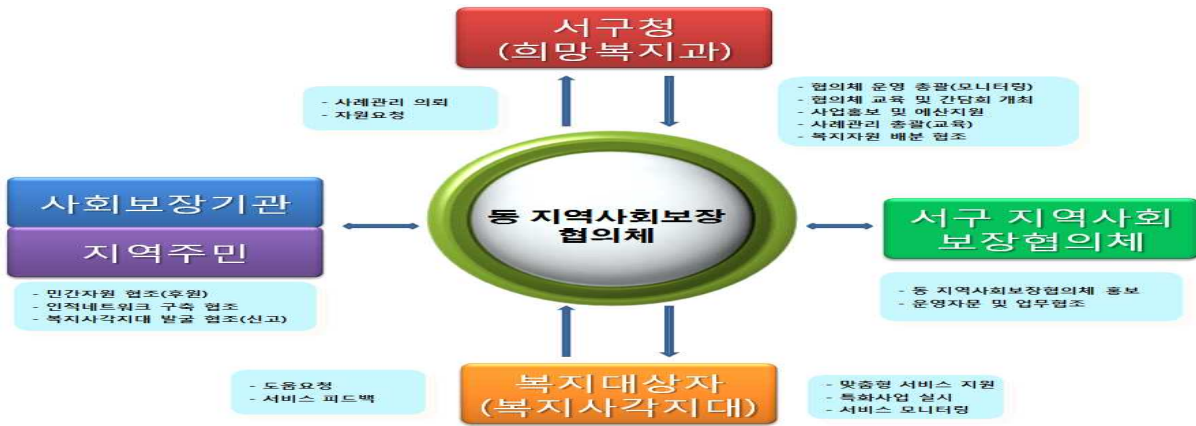 서구청
(희망복지과)
- 사례관리 의뢰
- 자원요청
- 협의체 운영 총괄(모니터링)
- 협의체 교육 및 간담회 개최
- 사업홍보 및 예산지원
- 사례관리 총괄(교육)
- 복지자원 배분 협조
사회보장기관
지역주민
- 민간자원 협조(후원)
- 인적네트워크 구축 협조
- 복지사각지대 발굴 협조(신고)
동 지역사회보장
협의체
서구 지역사회
보장협의체
- 동 지역사회보장협의체 홍보
- 운영자문 및 업무협조
- 도움요청
- 서비스 피드백
복지대상자
(복지사각지대)
- 맞춤형 서비스 지원
- 특화사업 실시
- 서비스 모니터링